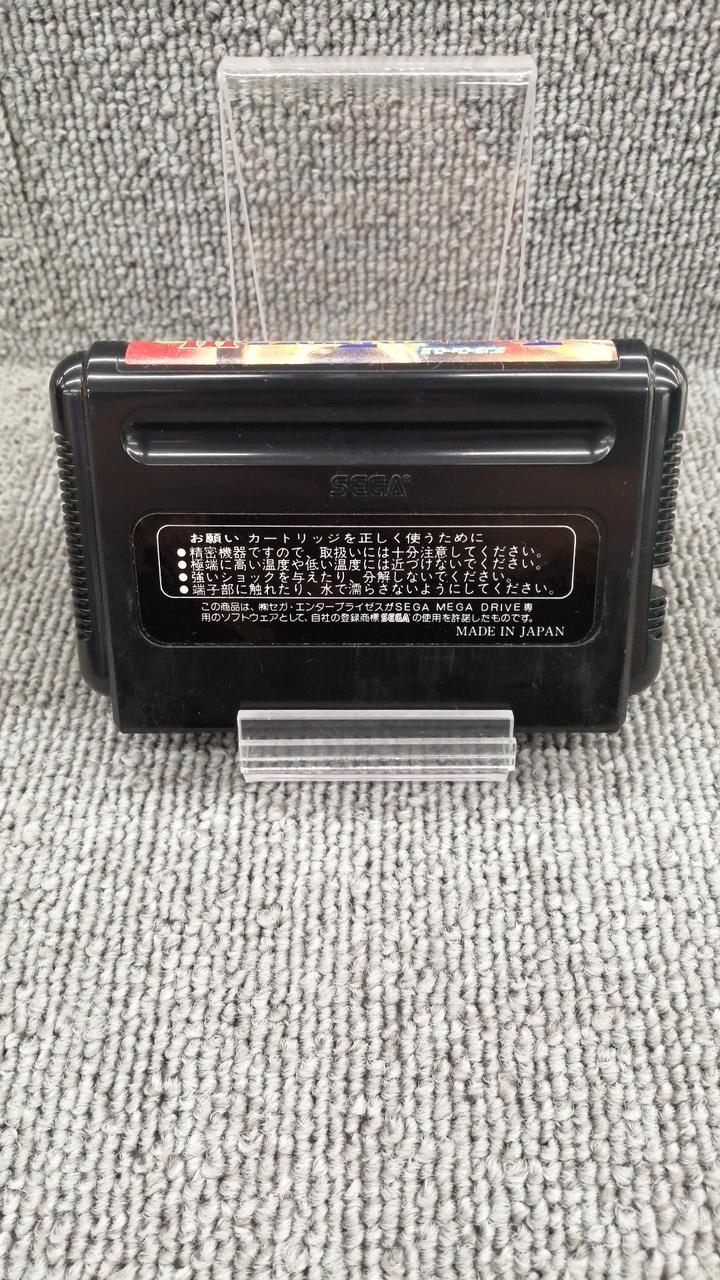 SEGA
お願い カートリッジを正しく使うために
●精密機器ですので、取扱いには十分注意してください。
●極端に高い温度や低い温度には近づけないでください。
●強いショックを与えたり、分解しないでください。
●端子部に触れたり、水で濡らさないようにしてください。
この商品は、㈱セガ・エンタープライゼスがSEGA MEGA DRIVE専
用のソフトウェアとして、自社の登録商標SEGA®の使用を許諾したものです。
MADE IN JAPAN